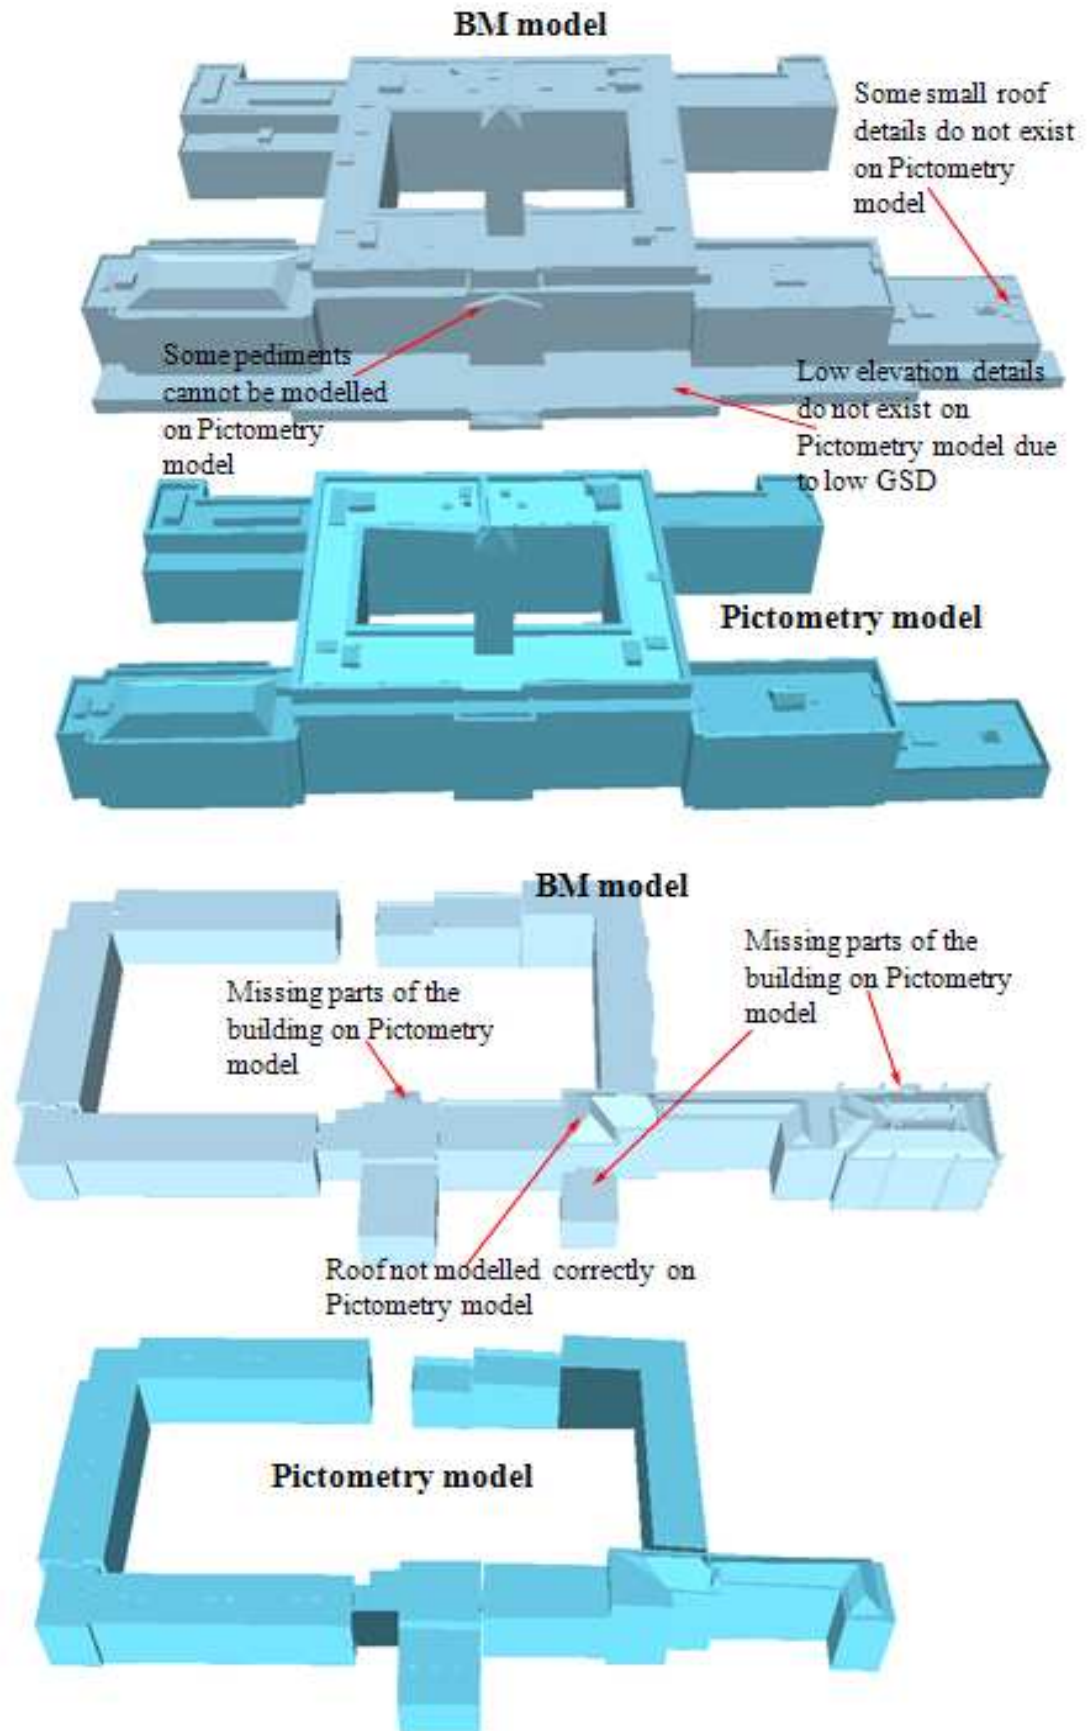 BM model
Some small roof
details do not exist
on Pictometry
model
Some pediments
cannot be modelled
on Pictometry
model
Low elevation details
do not exist on
Pictometry model due
to low GSD
Pictometry model
BM model
Missing parts of the
building on Pictometry
model
Missing parts of the
building on Pictometry
model
Roof not modelled correctly on
Pictometry model
Pictometry model